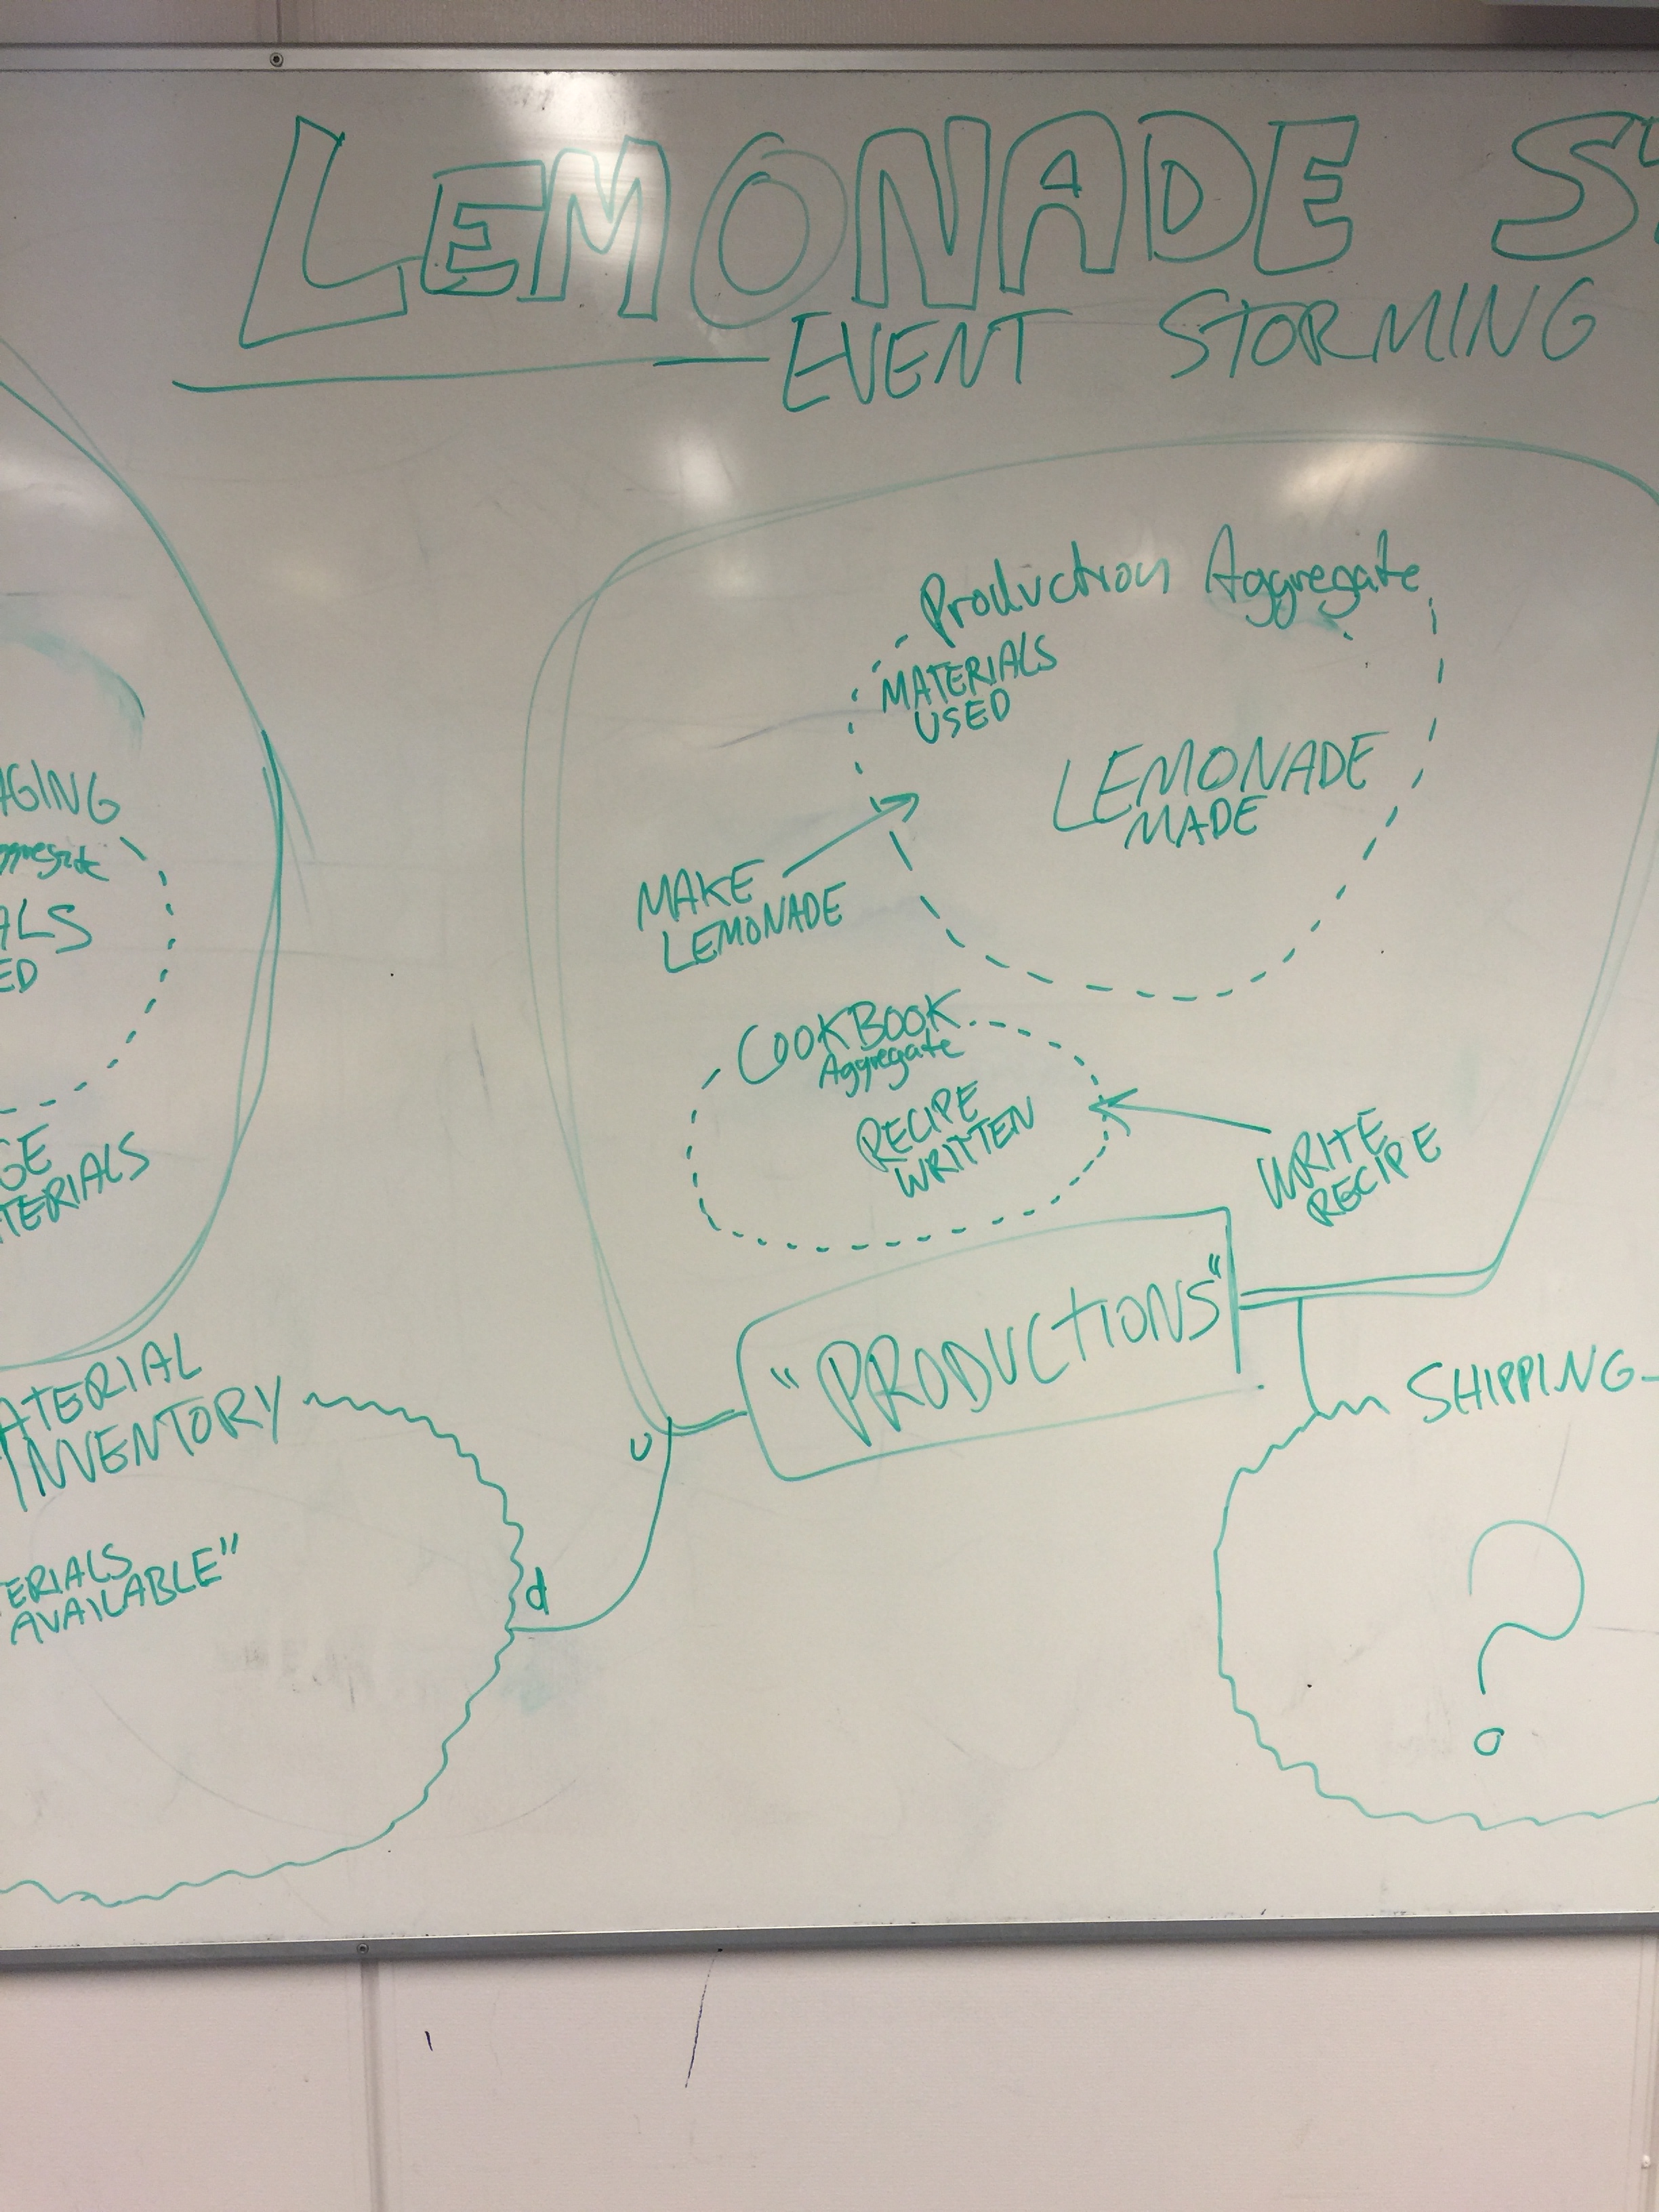 LEMONADE
EVENT STORMING
Production Aggregate
MATERIALS
USED
LEMONADE
MADE
MAKE
LEMONADE
COOKBOOK
Aggregate
RECIPE
WRITTEN
WRITE
RECIPE
"PRODUCTIONS"
SHIPPING
?
u
d
AGING
ggregate
ALS
ED
GE
TERIALS
ATERIAL
INVENTORY
ERIALS
AVAILABLE"